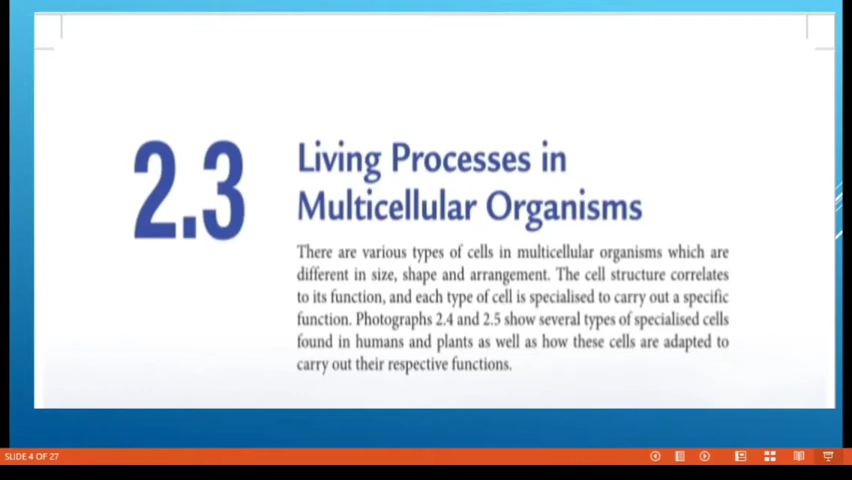 2.3
Living Processes in
Multicellular Organisms
There are various types of cells in multicellular organisms which are
different in size, shape and arrangement. The cell structure correlates
to its function, and each type of cell is specialised to carry out a specific
function. Photographs 2.4 and 2.5 show several types of specialised cells
found in humans and plants as well as how these cells are adapted to
carry out their respective functions.
SLIDE 4 OF 27